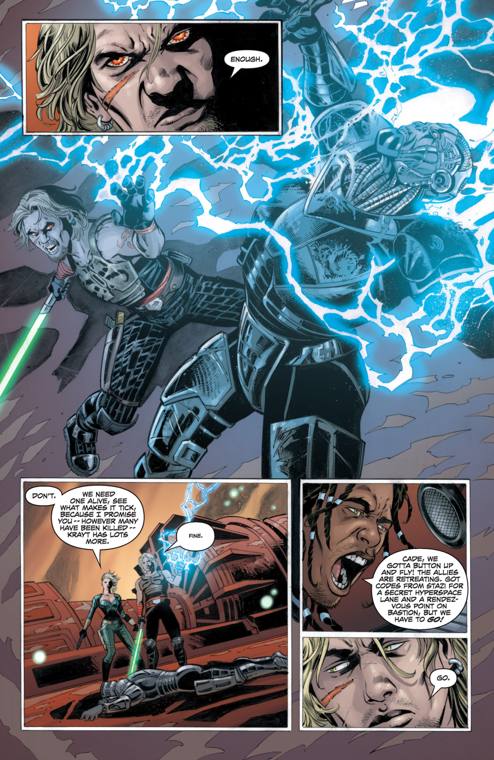 ENOUGH.
DON'T.
WE NEED
ONE ALIVE, SEE
WHAT MAKES IT TICK,
BECAUSE I PROMISE
YOU -- HOWEVER MANY
HAVE BEEN KILLED --
KRAYT HAS LOTS
MORE.
FINE.
CADE, WE
GOTTA BUTTON UP
AND FLY! THE ALLIES
ARE RETREATING. GOT
CODES FROM STAZI FOR
A SECRET HYPERSPACE
LANE AND A RENDEZ-
VOUS POINT ON
BASTION, BUT WE
HAVE TO GO!
GO.